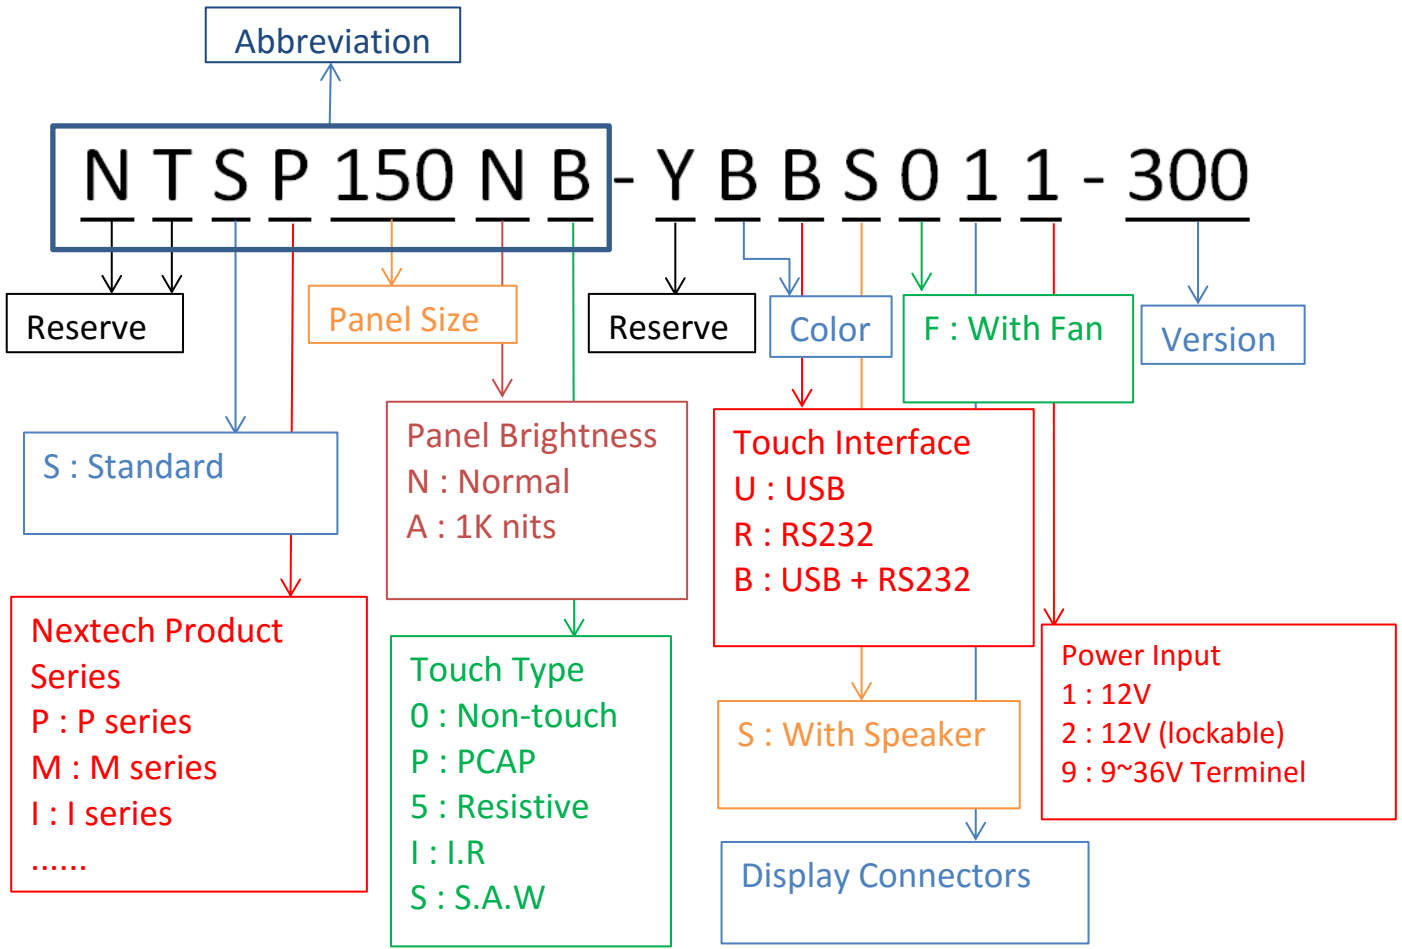 Abbreviation
N T S P 150 N B - Y B B S 0 1 1 - 300
Reserve
Panel Size
Reserve
Color
F : With Fan
Version
S : Standard
Panel Brightness
N : Normal
A : 1K nits
Touch Interface
U : USB
R : RS232
B : USB + RS232
Nextech Product
Series
P : P series
M : M series
I : I series
......
Touch Type
0 : Non-touch
P : PCAP
5 : Resistive
I : I.R
S : S.A.W
S : With Speaker
Power Input
1 : 12V
2 : 12V (lockable)
9 : 9~36V Terminel
Display Connectors